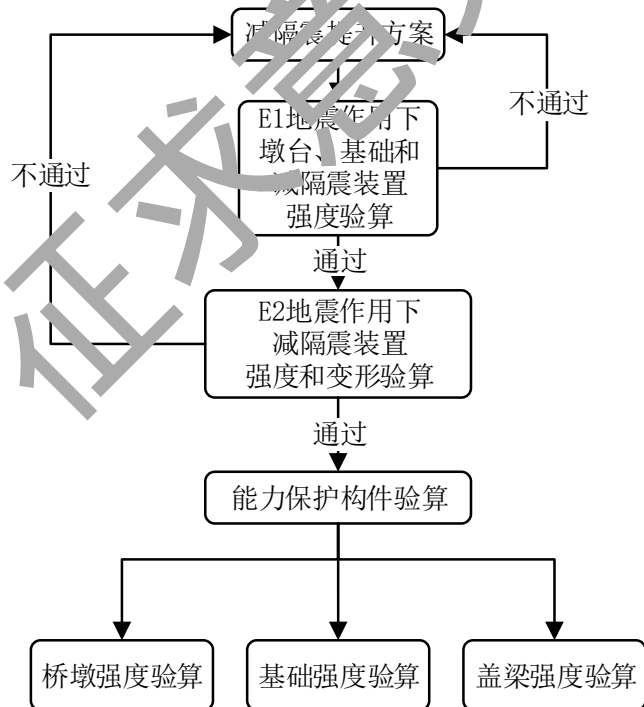 减隔震提升方案
E1地震作用下
墩台、基础和
减隔震装置
强度验算
不通过
不通过
通过
E2地震作用下
减隔震装置
强度和变形验算
通过
能力保护构件验算
桥墩强度验算
基础强度验算
盖梁强度验算
征求意